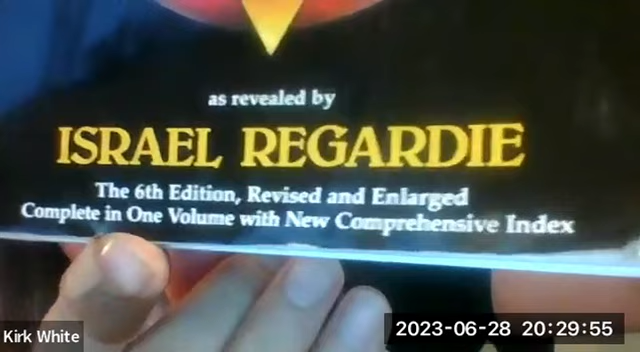 as revealed by
ISRAEL REGARDIE
The 6th Edition, Revised and Enlarged
Complete in One Volume with New Comprehensive Index
Kirk White
2023-06-28 20:29:55